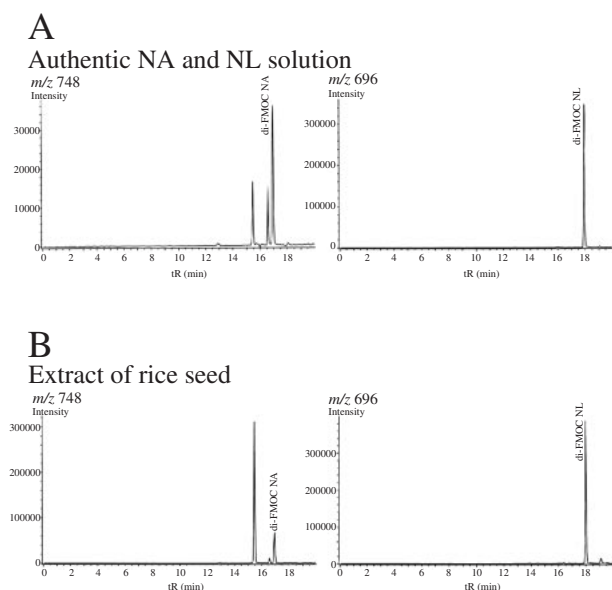 A
Authentic NA and NL solution
m/z 748
Intensity
di-FMOC NA
30000
20000
10000
0
0 2 4 6 8 10 12 14 16 18
tR (min)
m/z 696
Intensity
di-FMOC NL
300000
200000
100000
0
0 2 4 6 8 10 12 14 16 18
tR (min)
B
Extract of rice seed
m/z 748
Intensity
di-FMOC NA
300000
200000
100000
0
0 2 4 6 8 10 12 14 16 18
tR (min)
m/z 696
Intensity
di-FMOC NL
400000
300000
200000
100000
0
0 2 4 6 8 10 12 14 16 18
tR (min)